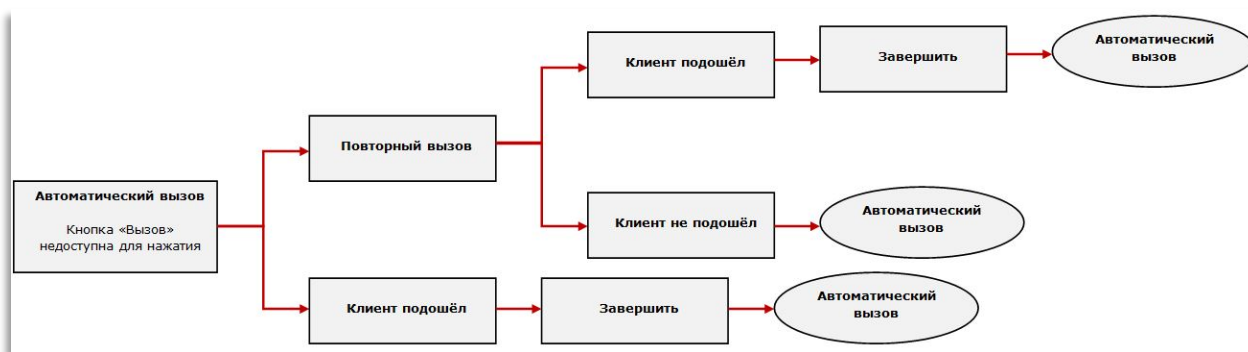 Автоматический вызов
Кнопка «Вызов»
недоступна для нажатия
Повторный вызов
Клиент подошёл
Завершить
Автоматический
вызов
Клиент не подошёл
Автоматический
вызов
Клиент подошёл
Завершить
Автоматический
вызов